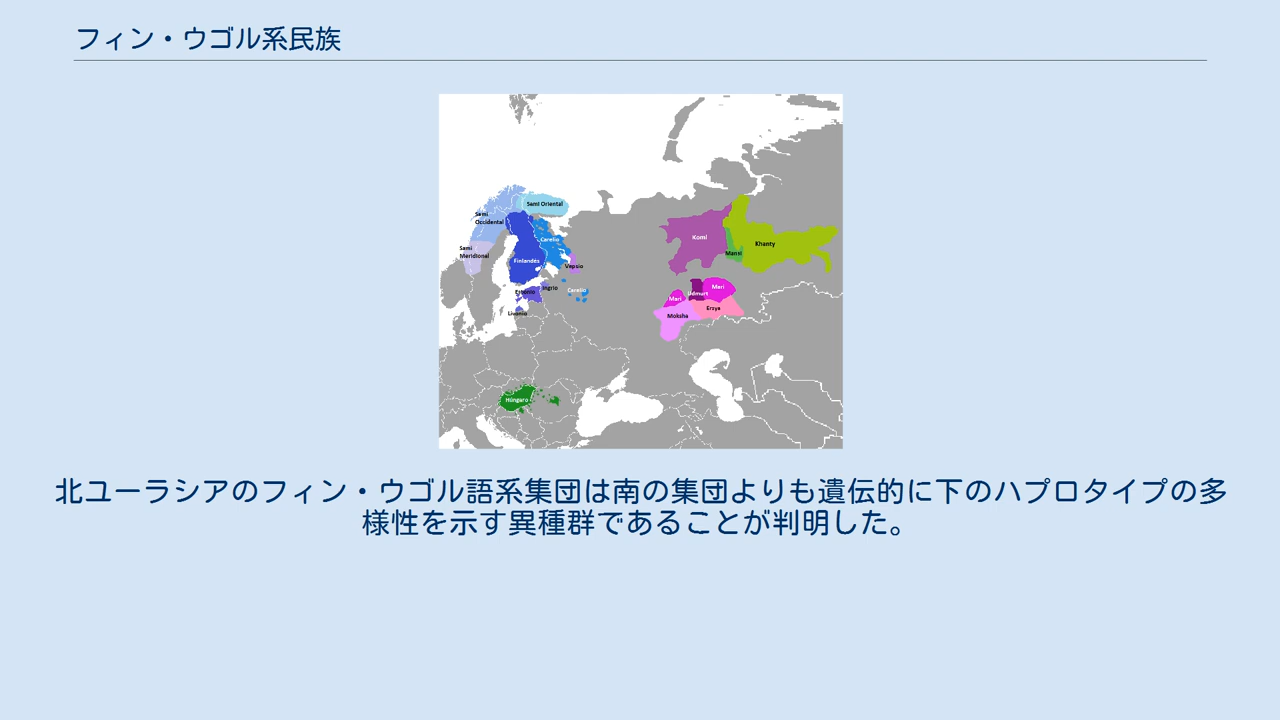 フィン・ウゴル系民族
Sami Oriental
Sami
Occidental
Carelio
Sami
Meridional
Finlandés
Vepsio
Estonio
Ingrio
Carelio
Livonio
Komi
Khanty
Mansi
Mari
Udmurt
Mari
Erzya
Moksha
Húngaro
北ユーラシアのフィン・ウゴル語系集団は南の集団よりも遺伝的に下のハプロタイプの多
様性を示す異種群であることが判明した。